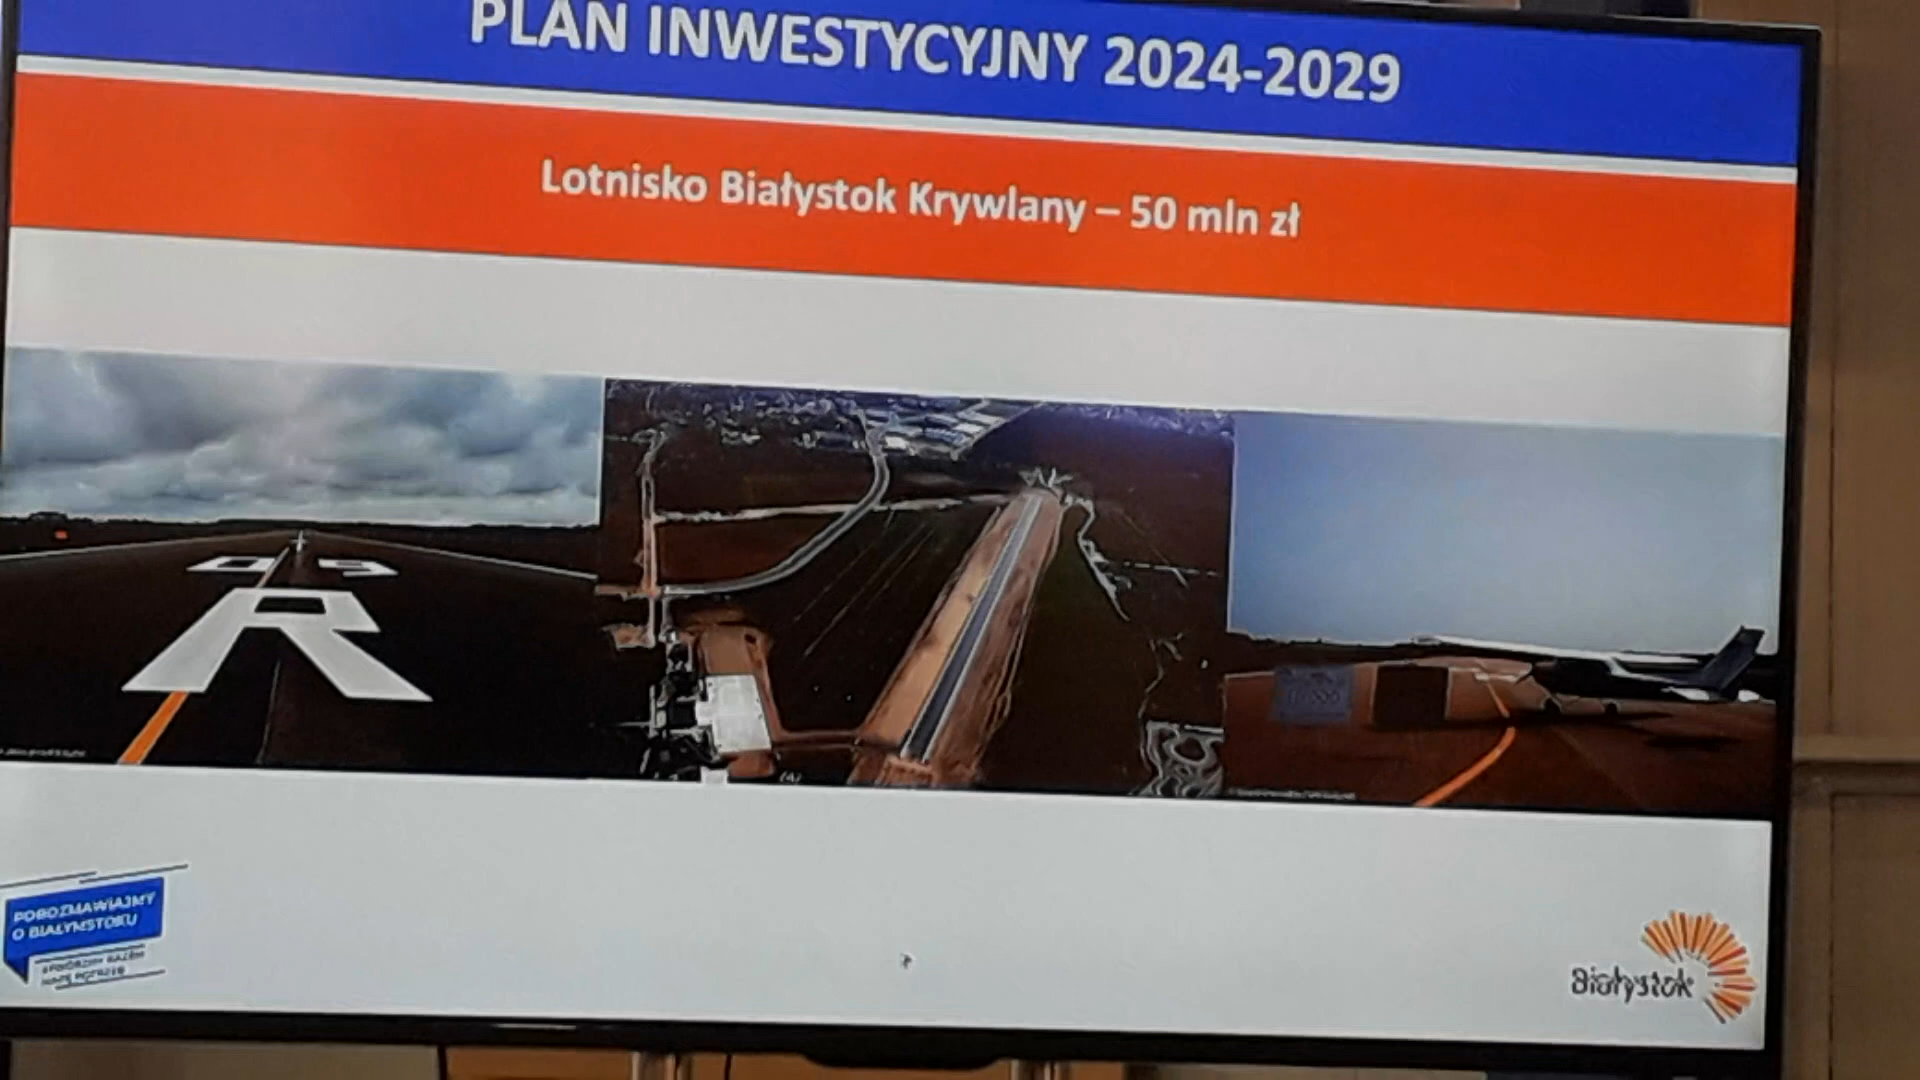 PLAN INWESTYCYJNY 2024-2029
Lotnisko Białystok Krywlany – 50 mln zł
R
POROZMAWIAJMY
O BIAŁYMSTOKU
Białystok